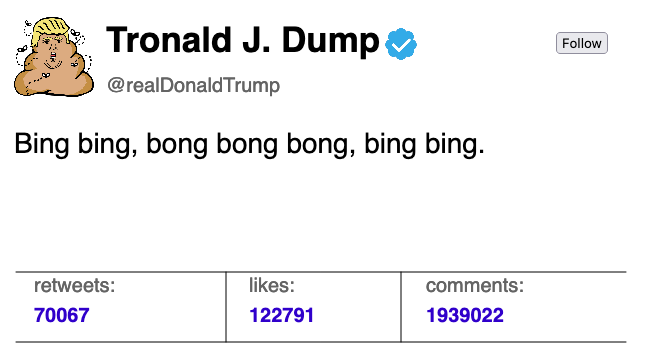 Tronald J. Dump
Follow
@realDonaldTrump
Bing bing, bong bong bong, bing bing.
retweets: likes: comments:
70067 122791 1939022